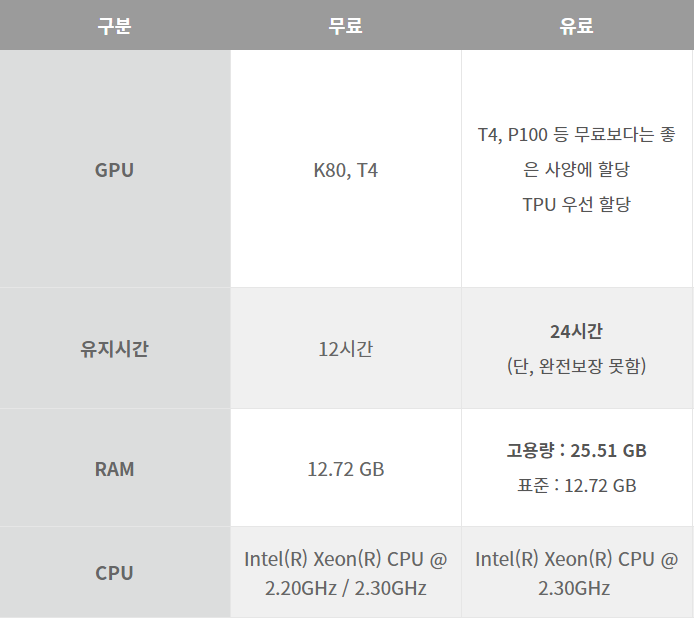 구분 무료 유료
GPU
K80, T4
T4, P100 등 무료보다는 좋
은 사양에 할당
TPU 우선 할당
유지시간
12시간
24시간
(단, 완전보장 못함)
RAM
12.72 GB
고용량 : 25.51 GB
표준 : 12.72 GB
CPU
Intel(R) Xeon(R) CPU @
2.20GHz / 2.30GHz
Intel(R) Xeon(R) CPU @
2.30GHz